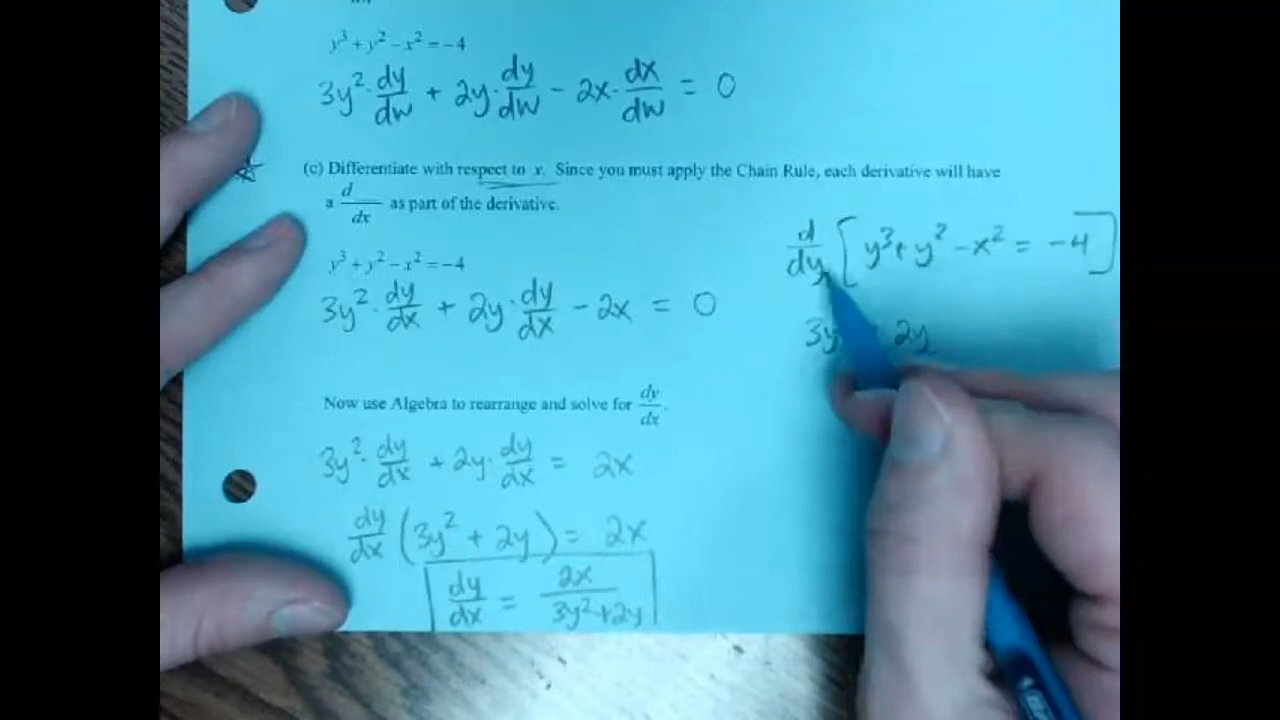 y³ + y² − x² = −4
3y² · dy/dw + 2y · dy/dw − 2x · dx/dw = 0
(c) Differentiate with respect to x. Since you must apply the Chain Rule, each derivative will have
a d__/dx as part of the derivative.
d/dy [y³ + y² − x² = −4]
y³ + y² − x² = −4
3y² · dy/dx + 2y · dy/dx − 2x = 0
2y
Now use Algebra to rearrange and solve for dy/dx.
3y² · dy/dx + 2y · dy/dx = 2x
dy/dx (3y² + 2y) = 2x
dy/dx = 2x/3y²+2y